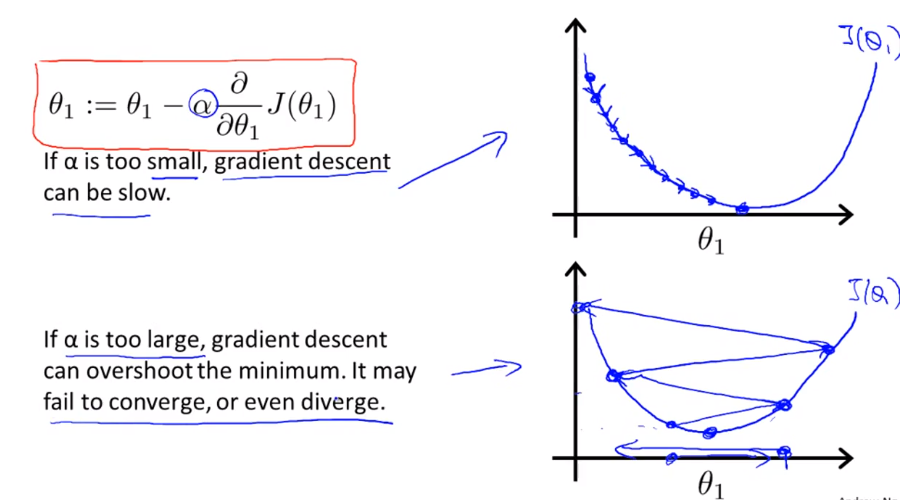 θ₁ := θ₁ − α ∂/∂θ₁ J(θ₁)
If α is too small, gradient descent
can be slow.
J(θ₁)
θ₁
If α is too large, gradient descent
can overshoot the minimum. It may
fail to converge, or even diverge.
θ₁